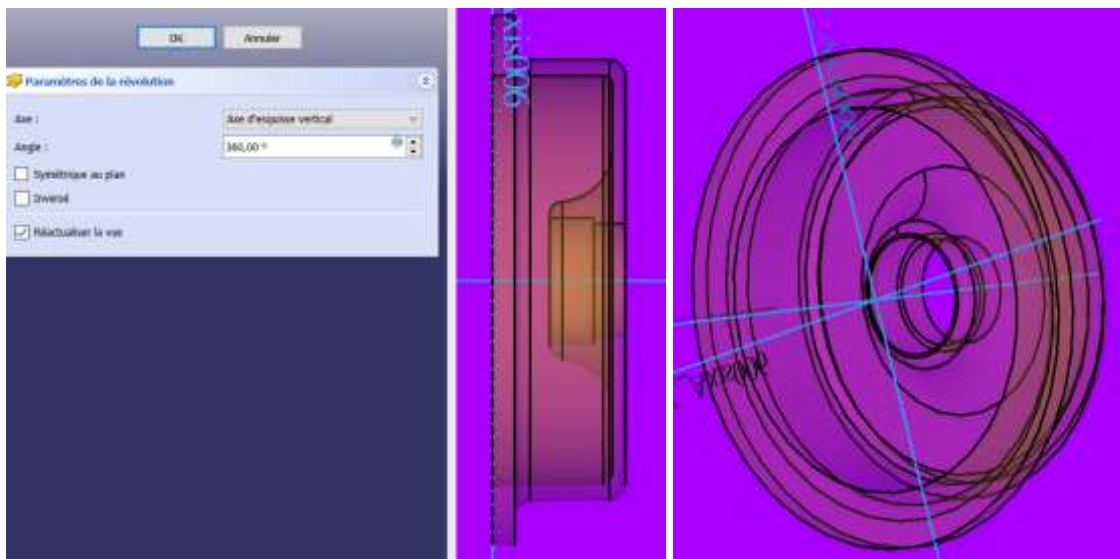 OK
Annuler
Paramètres de la révolution
Axe :
Axe d'esquisse vertical
Angle :
360,00 °
Symétrique au plan
Inversé
Réactualiser la vue
xis006